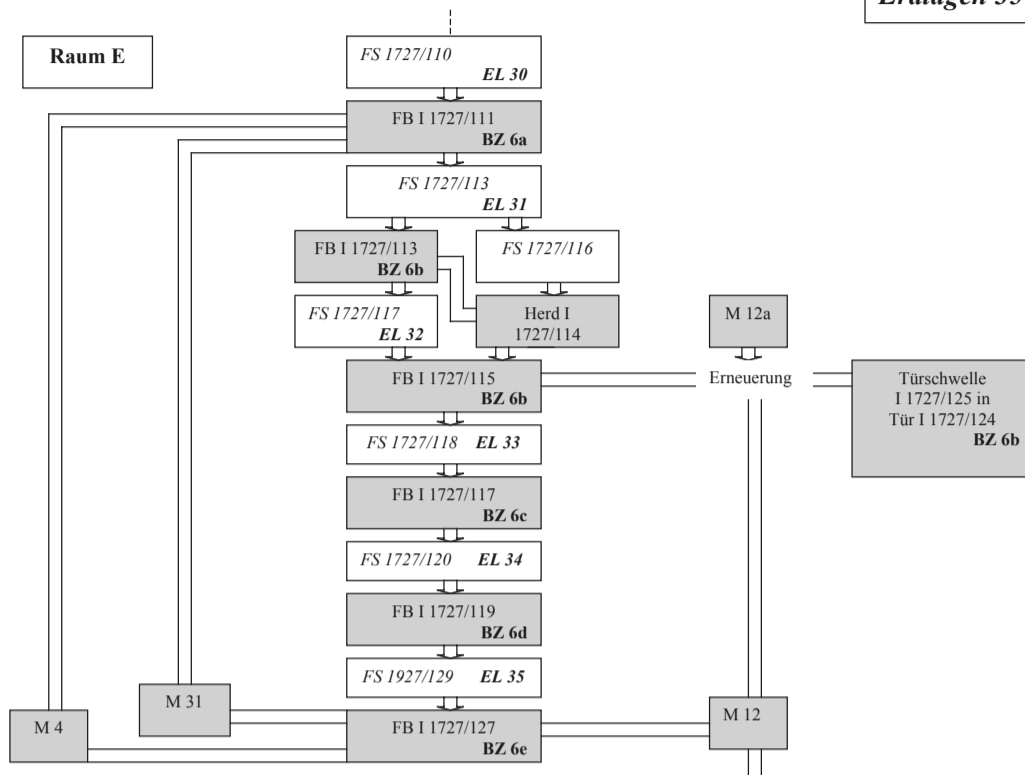 Raum E
FS 1727/110
EL 30
FB I 1727/111
BZ 6a
FS 1727/113
EL 31
FB I 1727/113
BZ 6b
FS 1727/116
FS 1727/117
EL 32
Herd I
1727/114
M 12a
FB I 1727/115
BZ 6b
Erneuerung
Türschwelle
I 1727/125 in
Tür I 1727/124
BZ 6b
FS 1727/118 EL 33
FB I 1727/117
BZ 6c
FS 1727/120 EL 34
FB I 1727/119
BZ 6d
FS 1927/129 EL 35
M 4
M 31
FB I 1727/127
BZ 6e
M 12